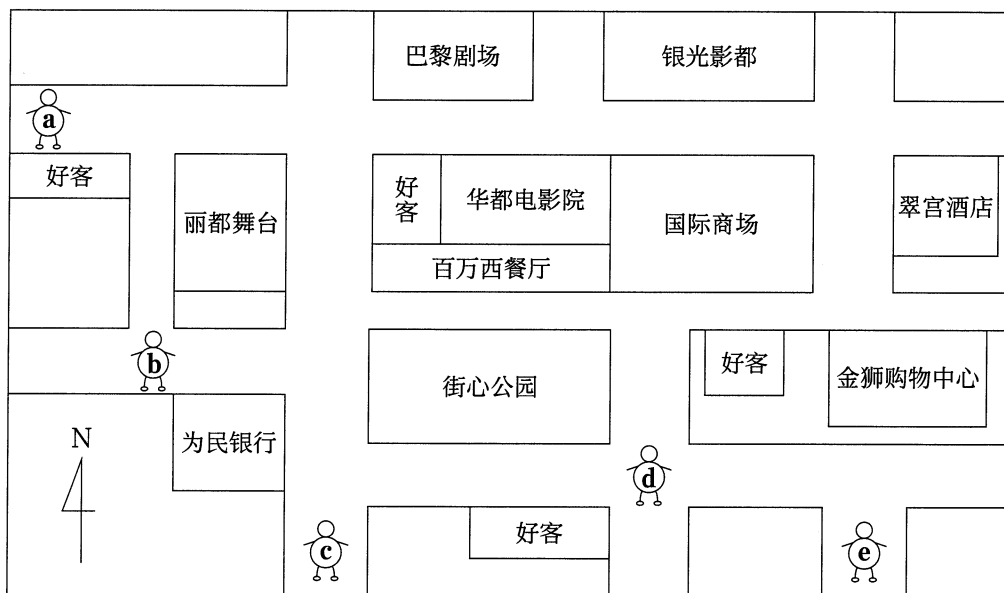 巴黎剧场
银光影都
a
好客
丽都舞台
好客
华都电影院
国际商场
翠宫酒店
百万西餐厅
b
街心公园
好客
金狮购物中心
N
为民银行
d
c
好客
e